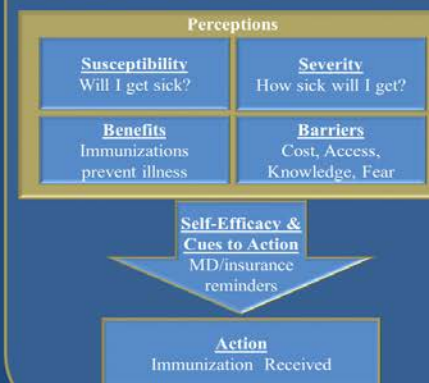 Perceptions
Susceptibility
Will I get sick?
Severity
How sick will I get?
Benefits
Immunizations
prevent illness
Barriers
Cost, Access,
Knowledge, Fear
Self-Efficacy &
Cues to Action
MD/insurance
reminders
Action
Immunization Received